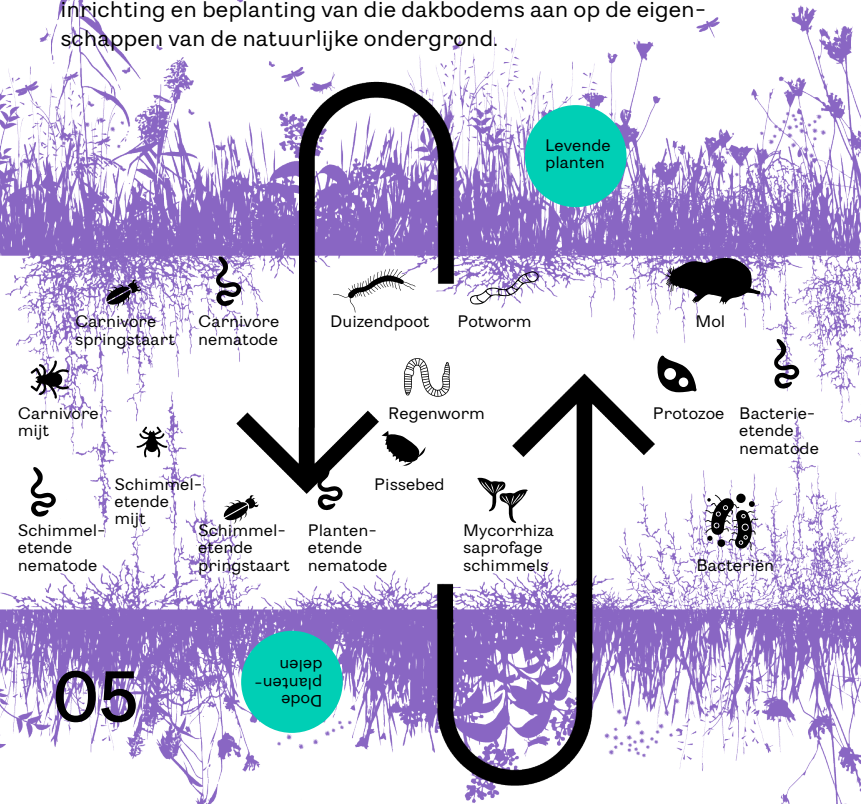 inrichting en beplanting van die dakbodems aan op de eigen-
schappen van de natuurlijke ondergrond.
Levende
planten
Carnivore
springstaart
Carnivore
nematode
Duizendpoot
Potworm
Mol
Carnivore
mijt
Regenworm
Protozoe
Bacterie-
etende
nematode
Schimmel-
etende
mijt
Pissebed
Schimmel-
etende
nematode
Schimmel-
etende
pringstaart
Planten-
etende
nematode
Mycorrhiza
saprofage
schimmels
Bacteriën
Dode
planten-
delen
05